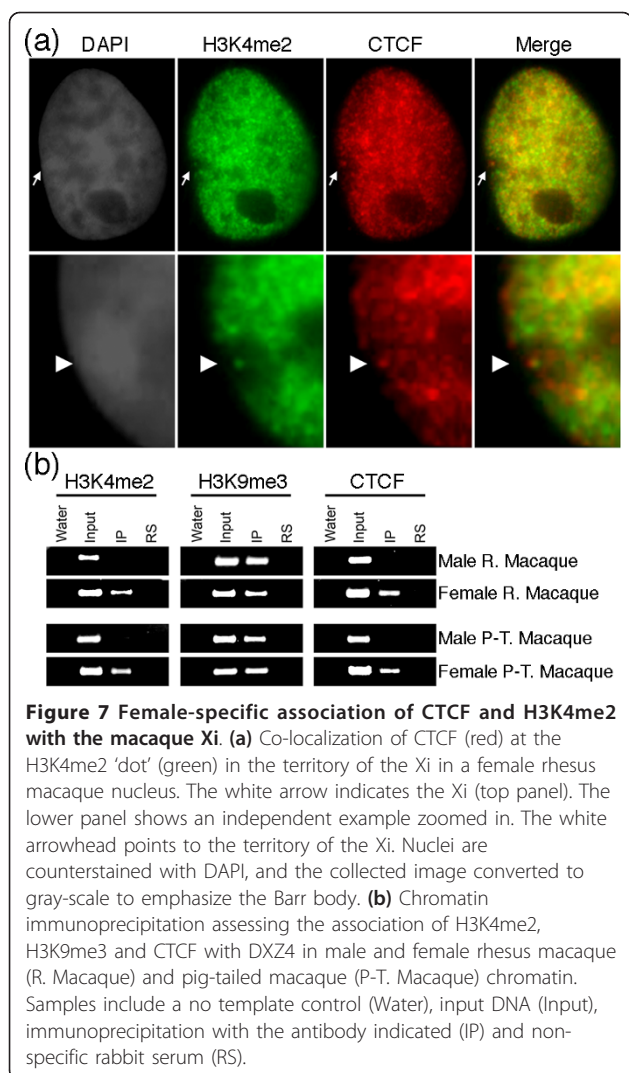 (a)
DAPI H3K4me2 CTCF Merge
(b)
H3K4me2 H3K9me3 CTCF
Water Input IP RS Water Input IP RS Water Input IP RS
Male R. Macaque
Female R. Macaque
Male P-T. Macaque
Female P-T. Macaque
Figure 7 Female-specific association of CTCF and H3K4me2
with the macaque Xi. (a) Co-localization of CTCF (red) at the
H3K4me2 ‘dot’ (green) in the territory of the Xi in a female rhesus
macaque nucleus. The white arrow indicates the Xi (top panel). The
lower panel shows an independent example zoomed in. The white
arrowhead points to the territory of the Xi. Nuclei are
counterstained with DAPI, and the collected image converted to
gray-scale to emphasize the Barr body. (b) Chromatin
immunoprecipitation assessing the association of H3K4me2,
H3K9me3 and CTCF with DXZ4 in male and female rhesus macaque
(R. Macaque) and pig-tailed macaque (P-T. Macaque) chromatin.
Samples include a no template control (Water), input DNA (Input),
immunoprecipitation with the antibody indicated (IP) and non-
specific rabbit serum (RS).